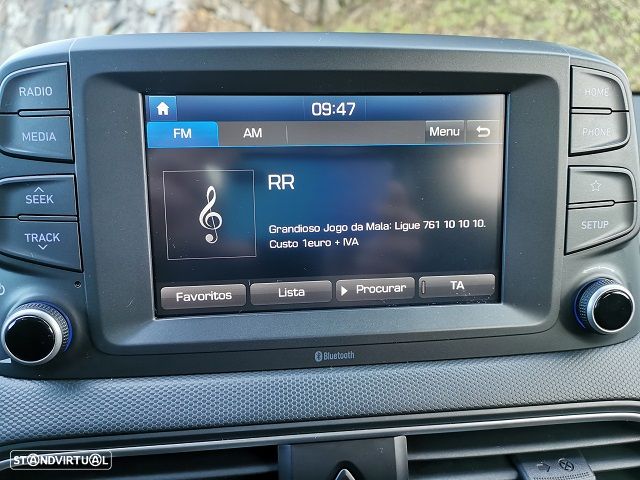 RADIO
MEDIA
SEEK
TRACK
09:47
FM
AM
Menu
RR
Grandioso Jogo da Mala: Ligue 761 10 10 10.
Custo 1euro + IVA
Favoritos
Lista
Procurar
TA
HOME
PHONE
SETUP
Bluetooth
STANDVIRTUAL